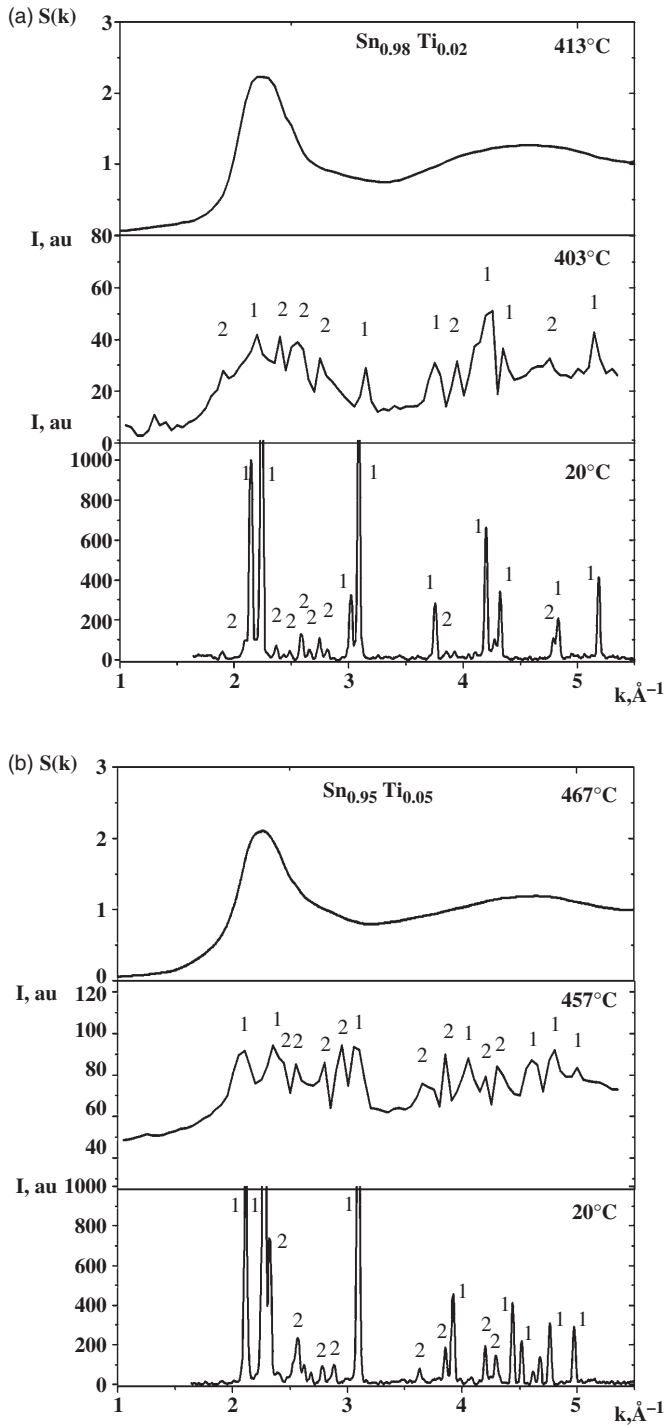 (a) S(k)
3
Sn0.98 Ti0.02
413°C
2
1
I, au 80
403°C
60
1
2 1 2 2 2 1 1 2 1 2 1
40
20
I, au
0
1000
1 1 1 20°C
800
1
600
1
400
1 1 1
200
2 2 2 2 2 2 2 2
0
1 2 3 4 5
k,Å⁻¹
(b) S(k)
3
Sn0.95 Ti0.05
467°C
2
1
0
I, au 120
457°C
100
1 1 2 2 2 2 1 2 2 1 2 2 1 1 1
80
60
40
I, au 1000
1 1 1 20°C
800
2
600
400
1 1 1 1 1
200
2 2 2 2 2 2 2
0
1 2 3 4 5
k,Å⁻¹